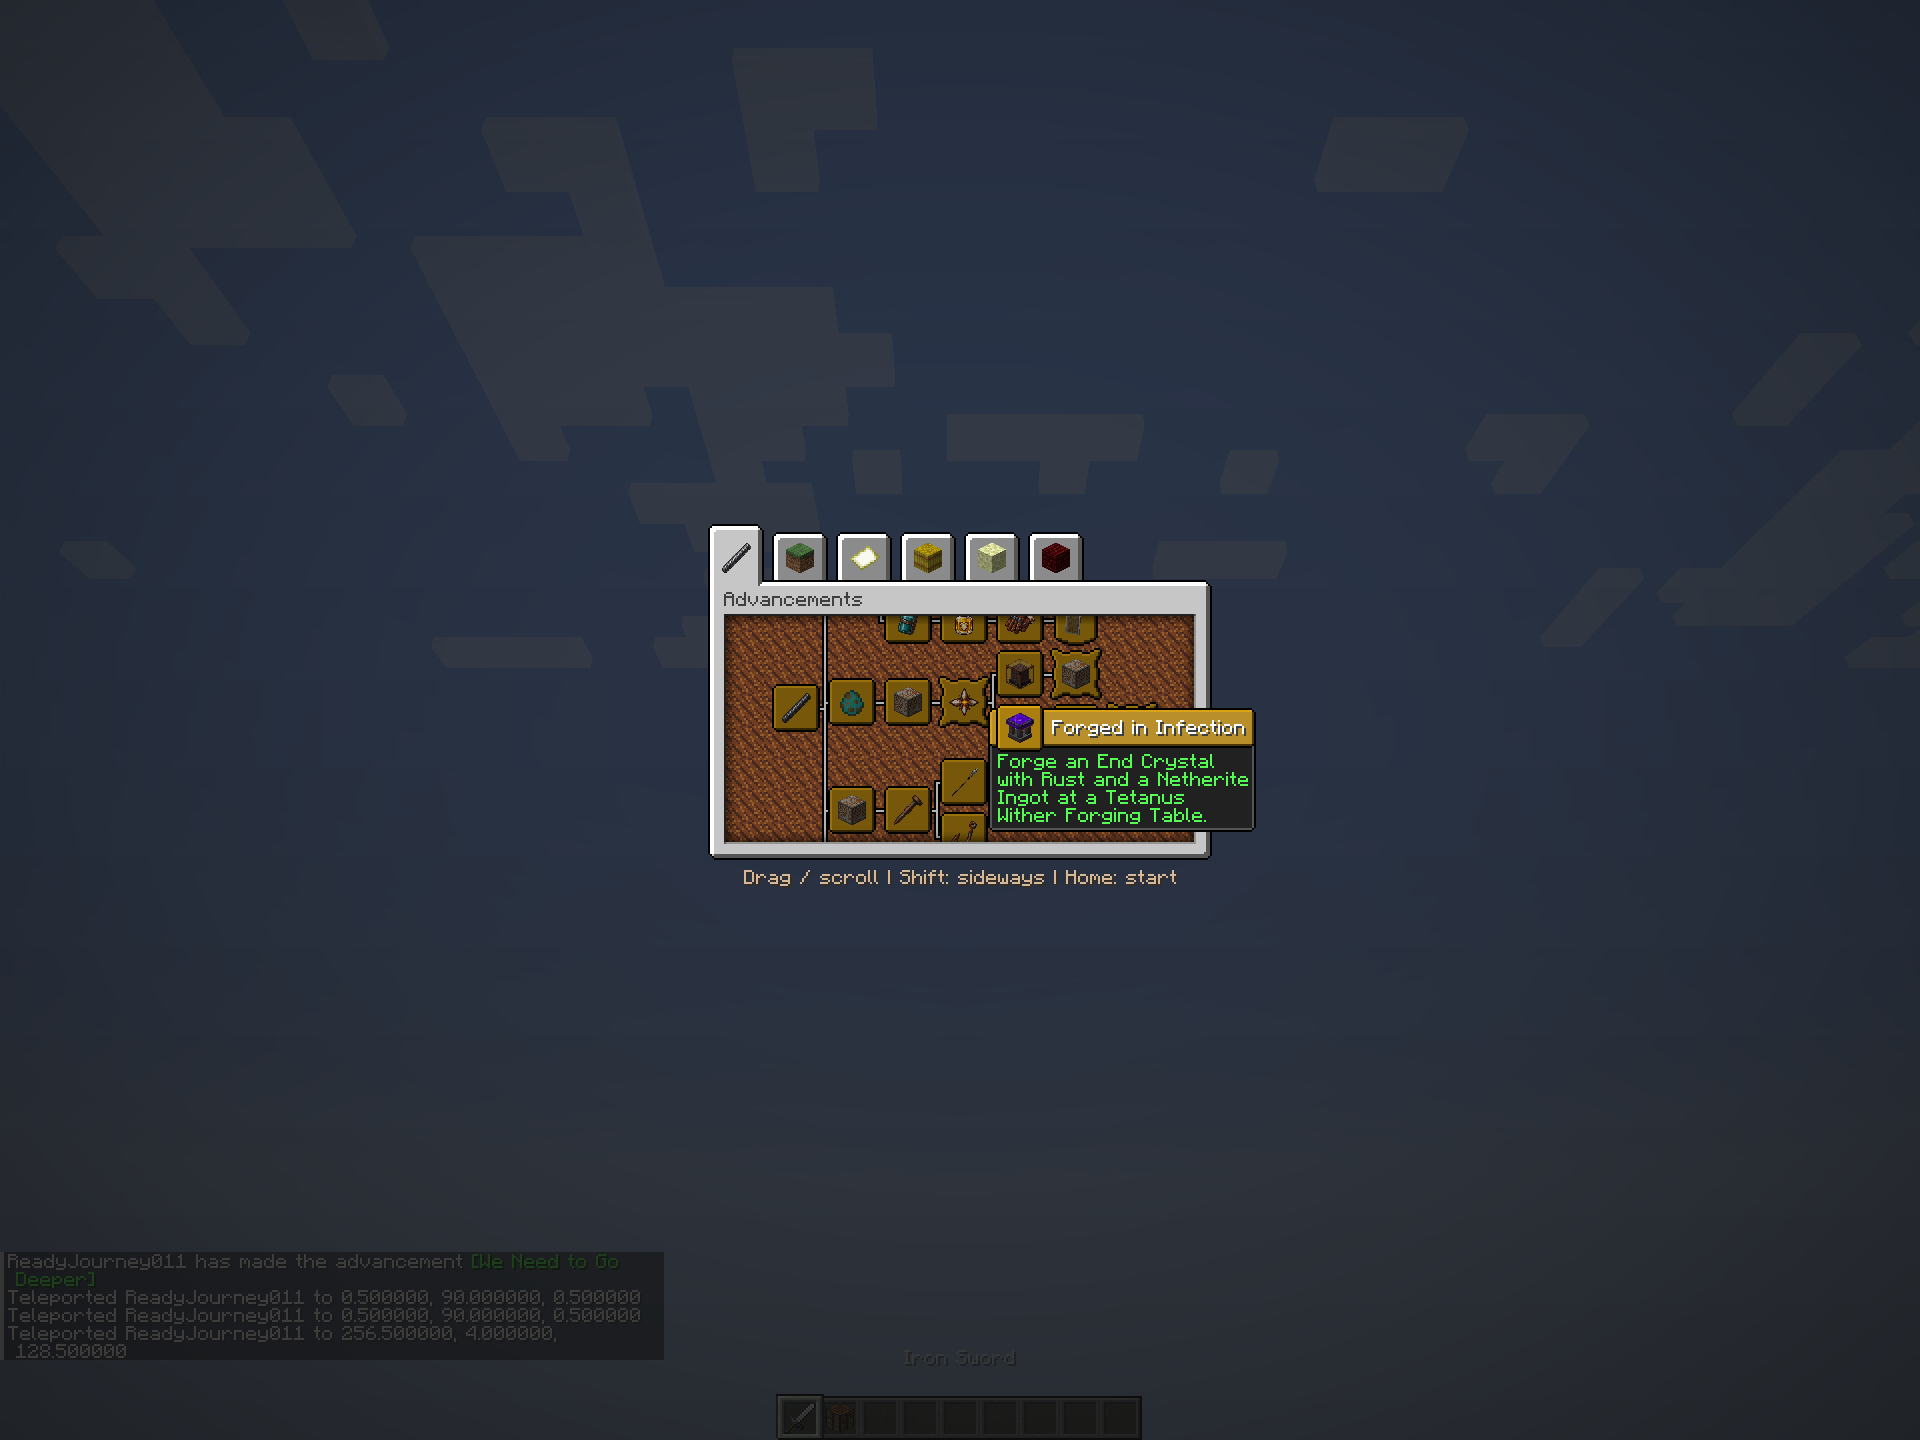 Advancements
Forged in Infection
Forge an End Crystal
with Rust and a Netherite
Ingot at a Tetanus
Wither Forging Table.
Drag / scroll | Shift: sideways | Home: start
ReadyJourney011 has made the advancement [We Need to Go
Deeper]
Teleported ReadyJourney011 to 0.500000, 90.000000, 0.500000
Teleported ReadyJourney011 to 0.500000, 90.000000, 0.500000
Teleported ReadyJourney011 to 256.500000, 4.000000,
128.500000
Iron Sword